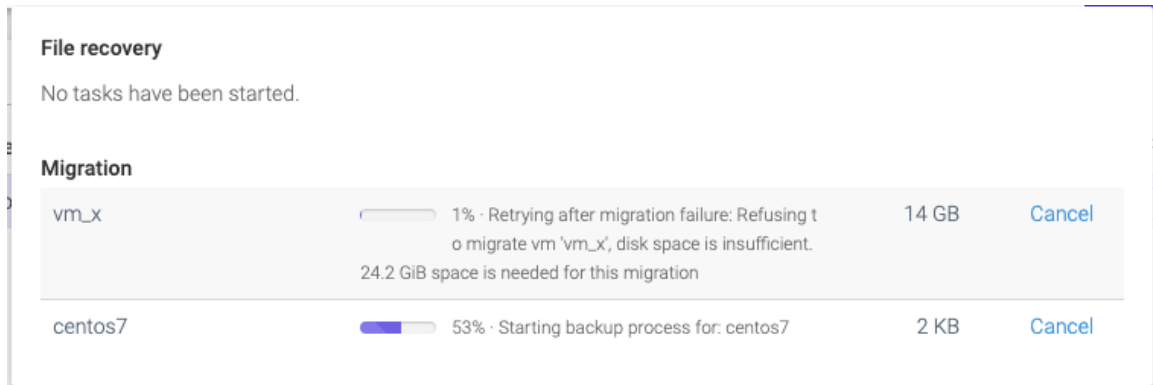 File recovery
No tasks have been started.
Migration
vm_x
1% · Retrying after migration failure: Refusing t
o migrate vm 'vm_x', disk space is insufficient.
24.2 GiB space is needed for this migration
14 GB
Cancel
centos7
53% · Starting backup process for: centos7
2 KB
Cancel